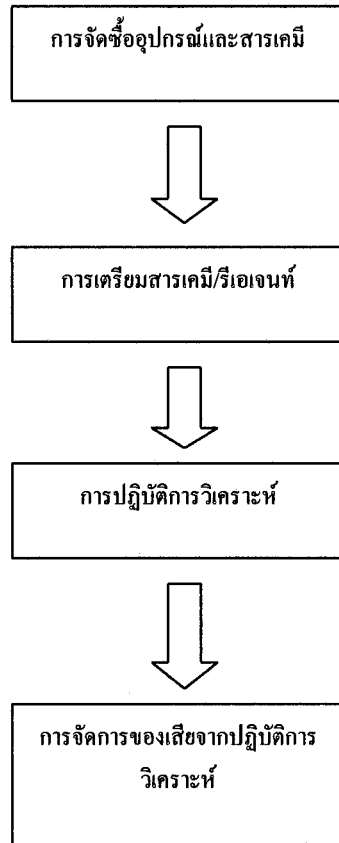 การจัดซื้ออุปกรณ์และสารเคมี
การเตรียมสารเคมี/รีเอเจนท์
การปฏิบัติการวิเคราะห์
การจัดการของเสียจากปฏิบัติการ
วิเคราะห์